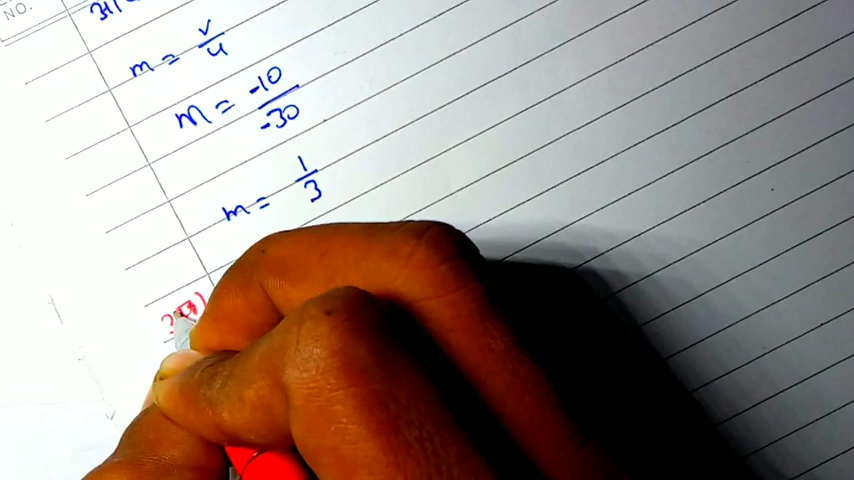 NO.
m = v/u
m = -10/-30
m = 1/3